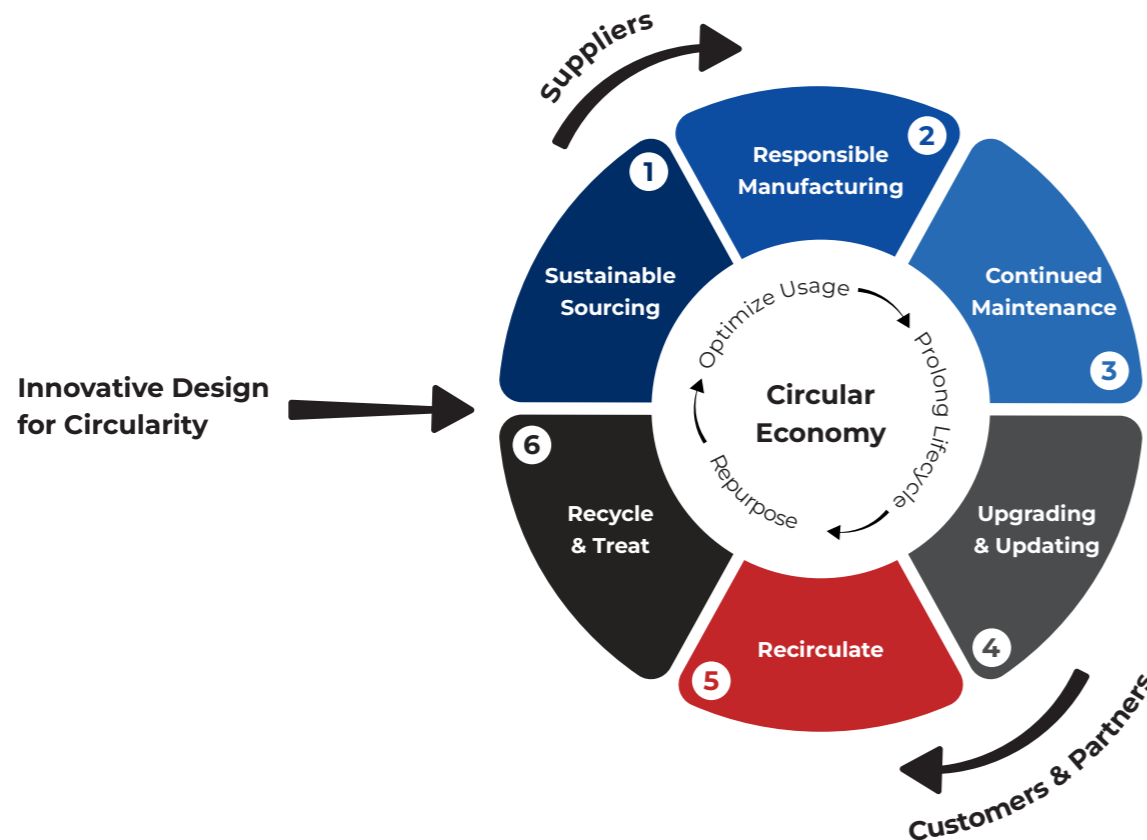 Suppliers
1
Sustainable
Sourcing
2
Responsible
Manufacturing
3
Continued
Maintenance
4
Upgrading
& Updating
5
Recirculate
6
Recycle
& Treat
Innovative Design
for Circularity
Optimize Usage
Prolong Lifecycle
Repurpose
Circular
Economy
Customers & Partners